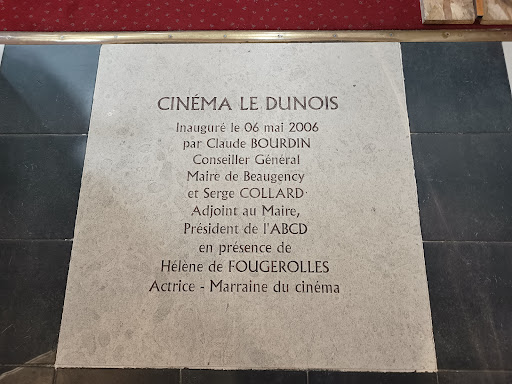 CINÉMA LE DUNOIS
Inauguré le 06 mai 2006
par Claude BOURDIN
Conseiller Général
Maire de Beaugency
et Serge COLLARD
Adjoint au Maire,
Président de l'ABCD
en présence de
Hélène de FOUGEROLLES
Actrice - Marraine du cinéma